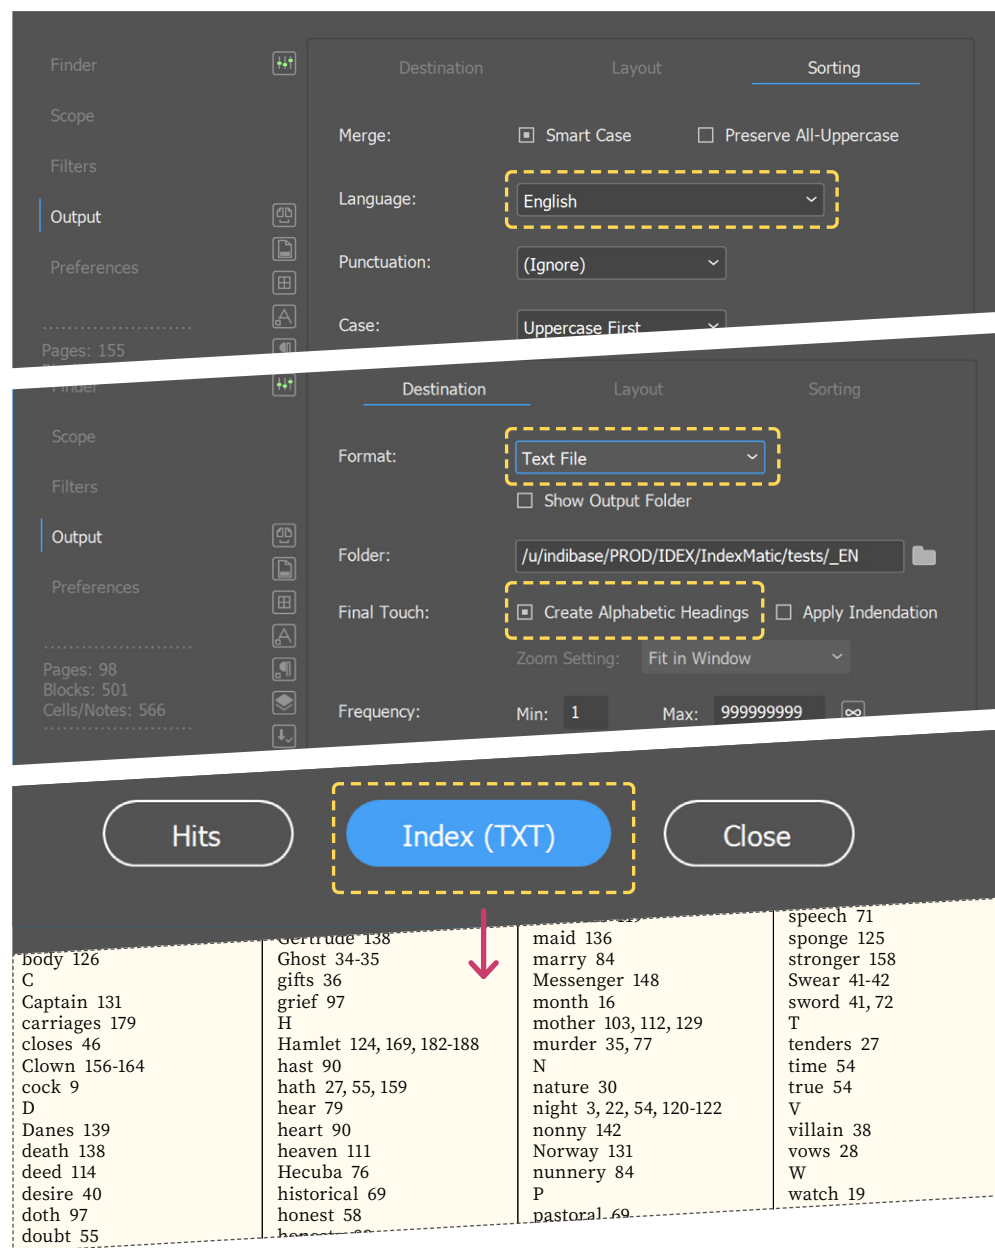 Finder
Destination Layout Sorting
Scope
Merge: Smart Case Preserve All-Uppercase
Filters
Language: English
Output
Punctuation: (Ignore)
Preferences
Case: Uppercase First
Pages: 155
Finder
Destination Layout Sorting
Scope
Format: Text File
Filters
Show Output Folder
Output
Folder: /u/indibase/PROD/IDEX/IndexMatic/tests/_EN
Preferences
Final Touch: Create Alphabetic Headings Apply Indendation
Zoom Setting: Fit in Window
Pages: 98
Blocks: 501
Cells/Notes: 566
Frequency: Min: 1 Max: 999999999
Hits Index (TXT) Close
body 126
C
Captain 131
carriages 179
closes 46
Clown 156-164
cock 9
D
Danes 139
death 138
deed 114
desire 40
doth 97
doubt 55
Gertrude 138
Ghost 34-35
gifts 36
grief 97
H
Hamlet 124, 169, 182-188
hast 90
hath 27, 55, 159
hear 79
heart 90
heaven 111
Hecuba 76
historical 69
honest 58
maid 136
marry 84
Messenger 148
month 16
mother 103, 112, 129
murder 35, 77
N
nature 30
night 3, 22, 54, 120-122
nonny 142
Norway 131
nunnery 84
P
pastoral 69
speech 71
sponge 125
stronger 158
Swear 41-42
sword 41, 72
T
tenders 27
time 54
true 54
V
villain 38
vows 28
W
watch 19